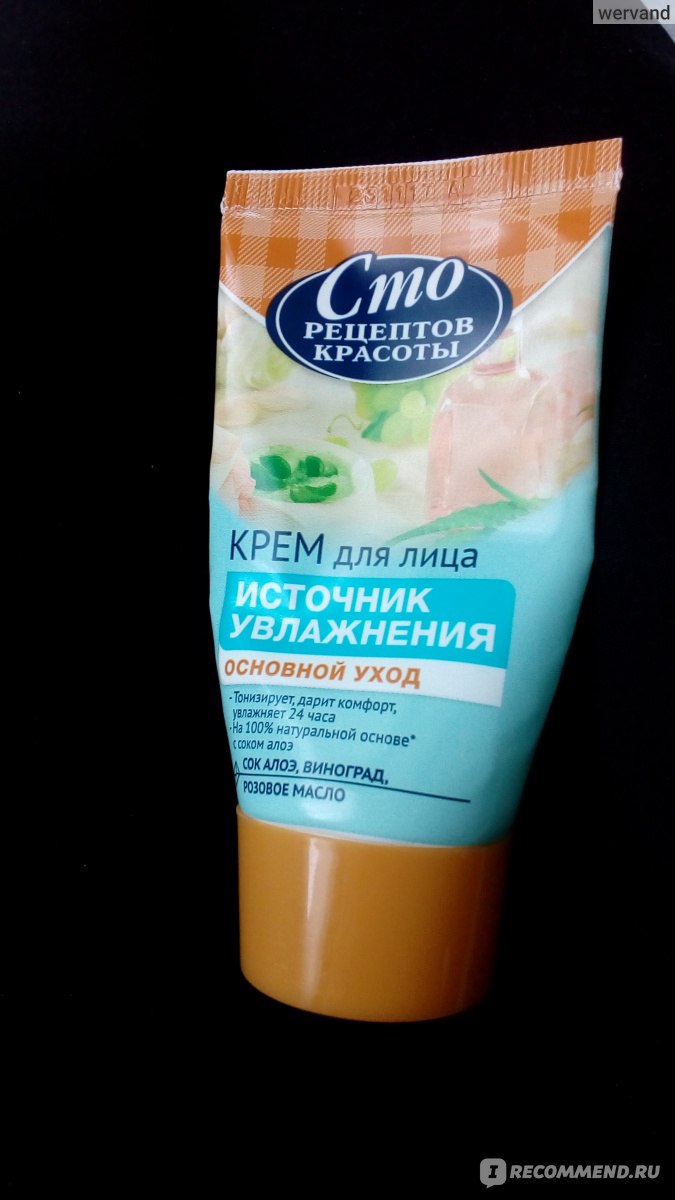 wervand
Сто
РЕЦЕПТОВ
КРАСОТЫ
КРЕМ для лица
ИСТОЧНИК
УВЛАЖНЕНИЯ
ОСНОВНОЙ УХОД
- Тонизирует, дарит комфорт,
увлажняет 24 часа
- На 100% натуральной основе*
с соком алоэ
СОК АЛОЭ, ВИНОГРАД,
РОЗОВОЕ МАСЛО
IRECOMMEND.RU